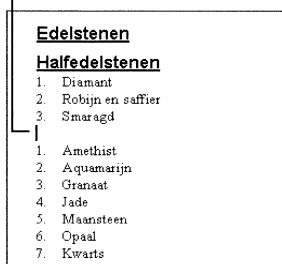 Edelstenen
Halfedelstenen
1. Diamant
2. Robijn en saffier
3. Smaragd
1. Amethist
2. Aquamarijn
3. Granaat
4. Jade
5. Maansteen
6. Opaal
7. Kwarts